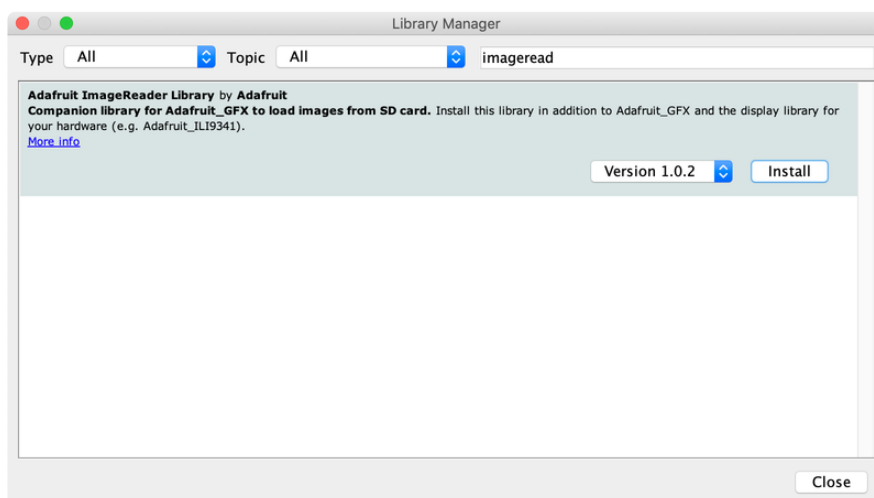 Library Manager
Type All Topic All imageread
Adafruit ImageReader Library by Adafruit
Companion library for Adafruit_GFX to load images from SD card. Install this library in addition to Adafruit_GFX and the display library for
your hardware (e.g. Adafruit_ILI9341).
More info
Version 1.0.2 Install
Close